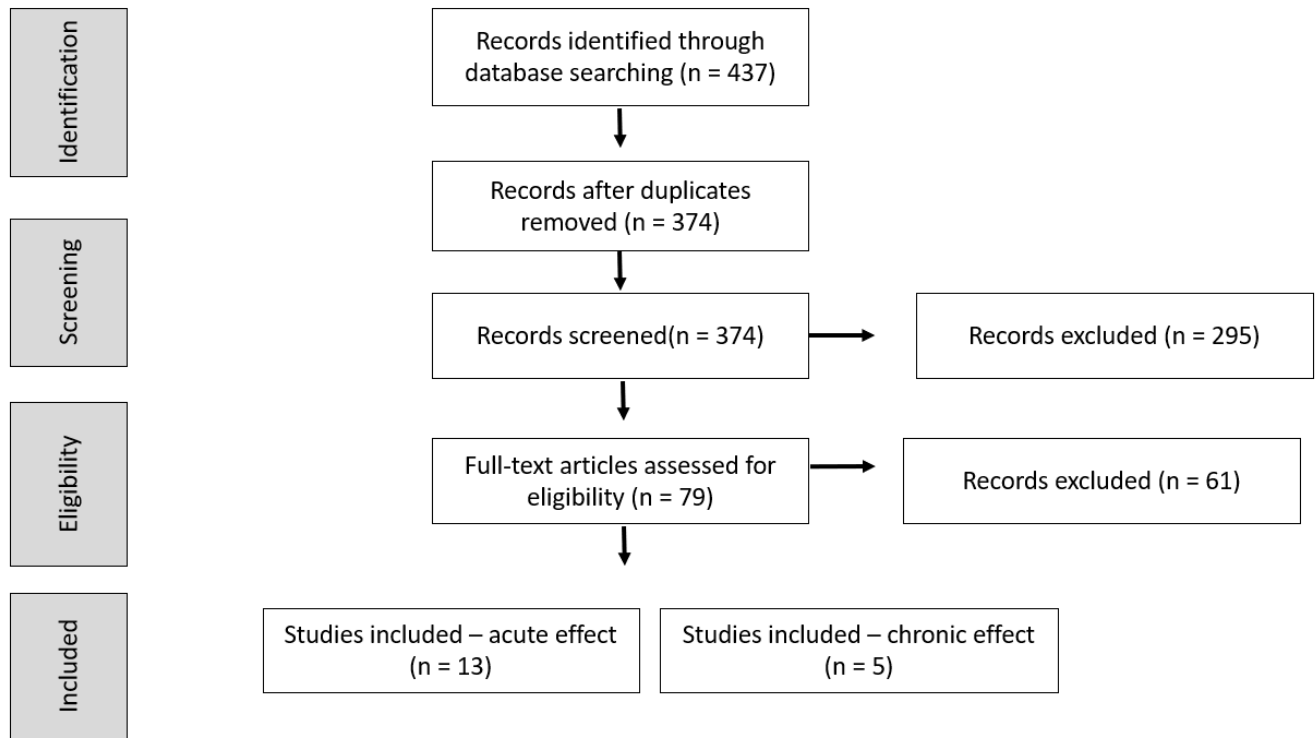 Identification
Records identified through
database searching (n = 437)
Records after duplicates
removed (n = 374)
Screening
Records screened(n = 374)
Records excluded (n = 295)
Eligibility
Full-text articles assessed for
eligibility (n = 79)
Records excluded (n = 61)
Included
Studies included – acute effect
(n = 13)
Studies included – chronic effect
(n = 5)